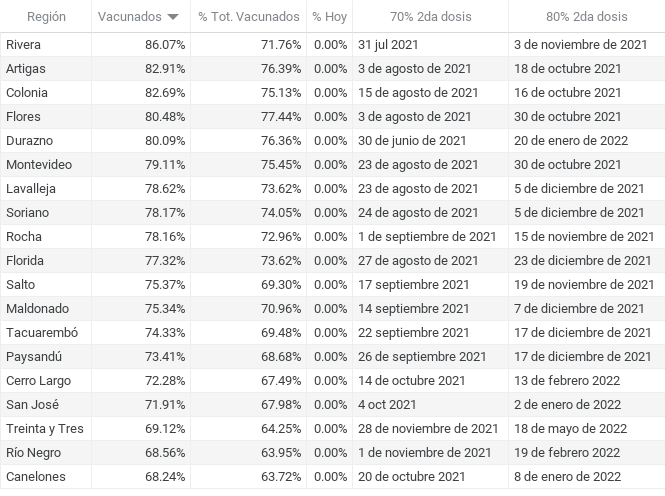 Región Vacunados % Tot. Vacunados % Hoy 70% 2da dosis 80% 2da dosis
Rivera 86.07% 71.76% 0.00% 31 jul 2021 3 de noviembre de 2021
Artigas 82.91% 76.39% 0.00% 3 de agosto de 2021 18 de octubre 2021
Colonia 82.69% 75.13% 0.00% 15 de agosto de 2021 16 de octubre 2021
Flores 80.48% 77.44% 0.00% 3 de agosto de 2021 30 de octubre 2021
Durazno 80.09% 76.36% 0.00% 30 de junio de 2021 20 de enero de 2022
Montevideo 79.11% 75.45% 0.00% 23 de agosto de 2021 30 de octubre 2021
Lavalleja 78.62% 73.62% 0.00% 23 de agosto de 2021 5 de diciembre de 2021
Soriano 78.17% 74.05% 0.00% 24 de agosto de 2021 5 de diciembre de 2021
Rocha 78.16% 72.96% 0.00% 1 de septiembre de 2021 15 de noviembre de 2021
Florida 77.32% 73.62% 0.00% 27 de agosto de 2021 23 de diciembre de 2021
Salto 75.37% 69.30% 0.00% 17 septiembre 2021 19 de noviembre de 2021
Maldonado 75.34% 70.96% 0.00% 14 septiembre 2021 7 de diciembre de 2021
Tacuarembó 74.33% 69.48% 0.00% 22 septiembre 2021 17 de diciembre de 2021
Paysandú 73.41% 68.68% 0.00% 26 de septiembre 2021 17 de diciembre de 2021
Cerro Largo 72.28% 67.49% 0.00% 14 de octubre 2021 13 de febrero 2022
San José 71.91% 67.98% 0.00% 4 oct 2021 2 de enero de 2022
Treinta y Tres 69.12% 64.25% 0.00% 28 de noviembre de 2021 18 de mayo de 2022
Río Negro 68.56% 63.95% 0.00% 1 de noviembre de 2021 19 de febrero 2022
Canelones 68.24% 63.72% 0.00% 20 de octubre 2021 8 de enero de 2022